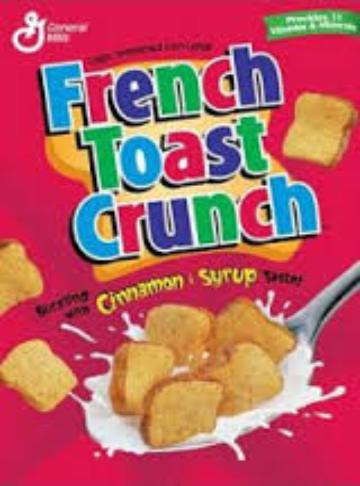 General
Mills
Provides 11
Vitamins & Minerals
French
Toast
Crunch
Bursting with Cinnamon & Syrup Taste!